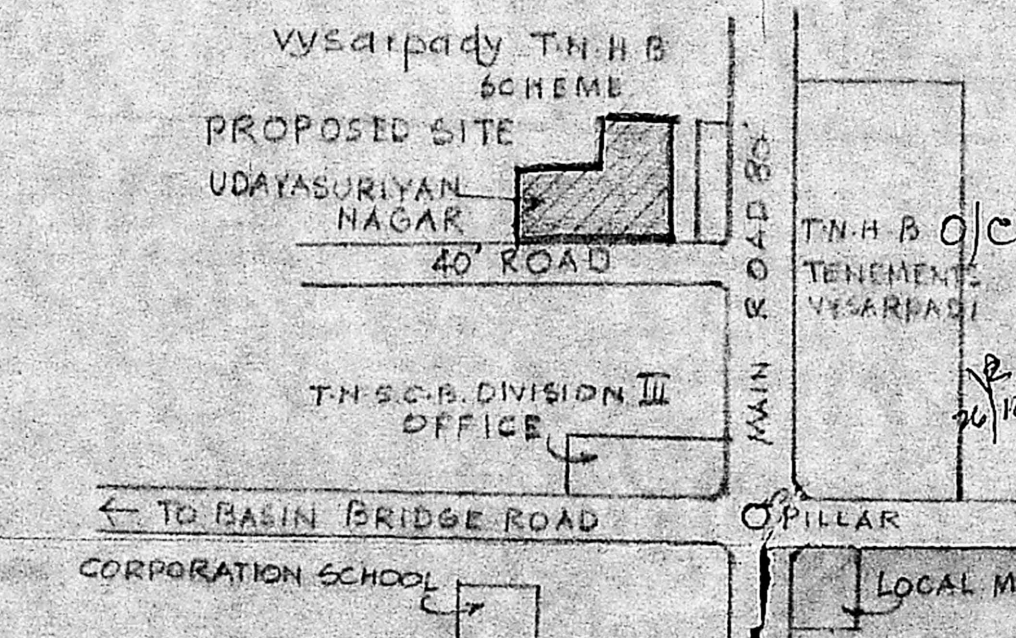 Vysarpady T.N.H B
SCHEME
PROPOSED SITE
UDAYASURIYAN
NAGAR
40' ROAD
MAIN ROAD 80'
T.N.H B O/C
TENEMENTS
VYSARPADI
T.N.S.C.B. DIVISION III
OFFICE
← TO BASIN BRIDGE ROAD
PILLAR
CORPORATION SCHOOL
LOCAL M